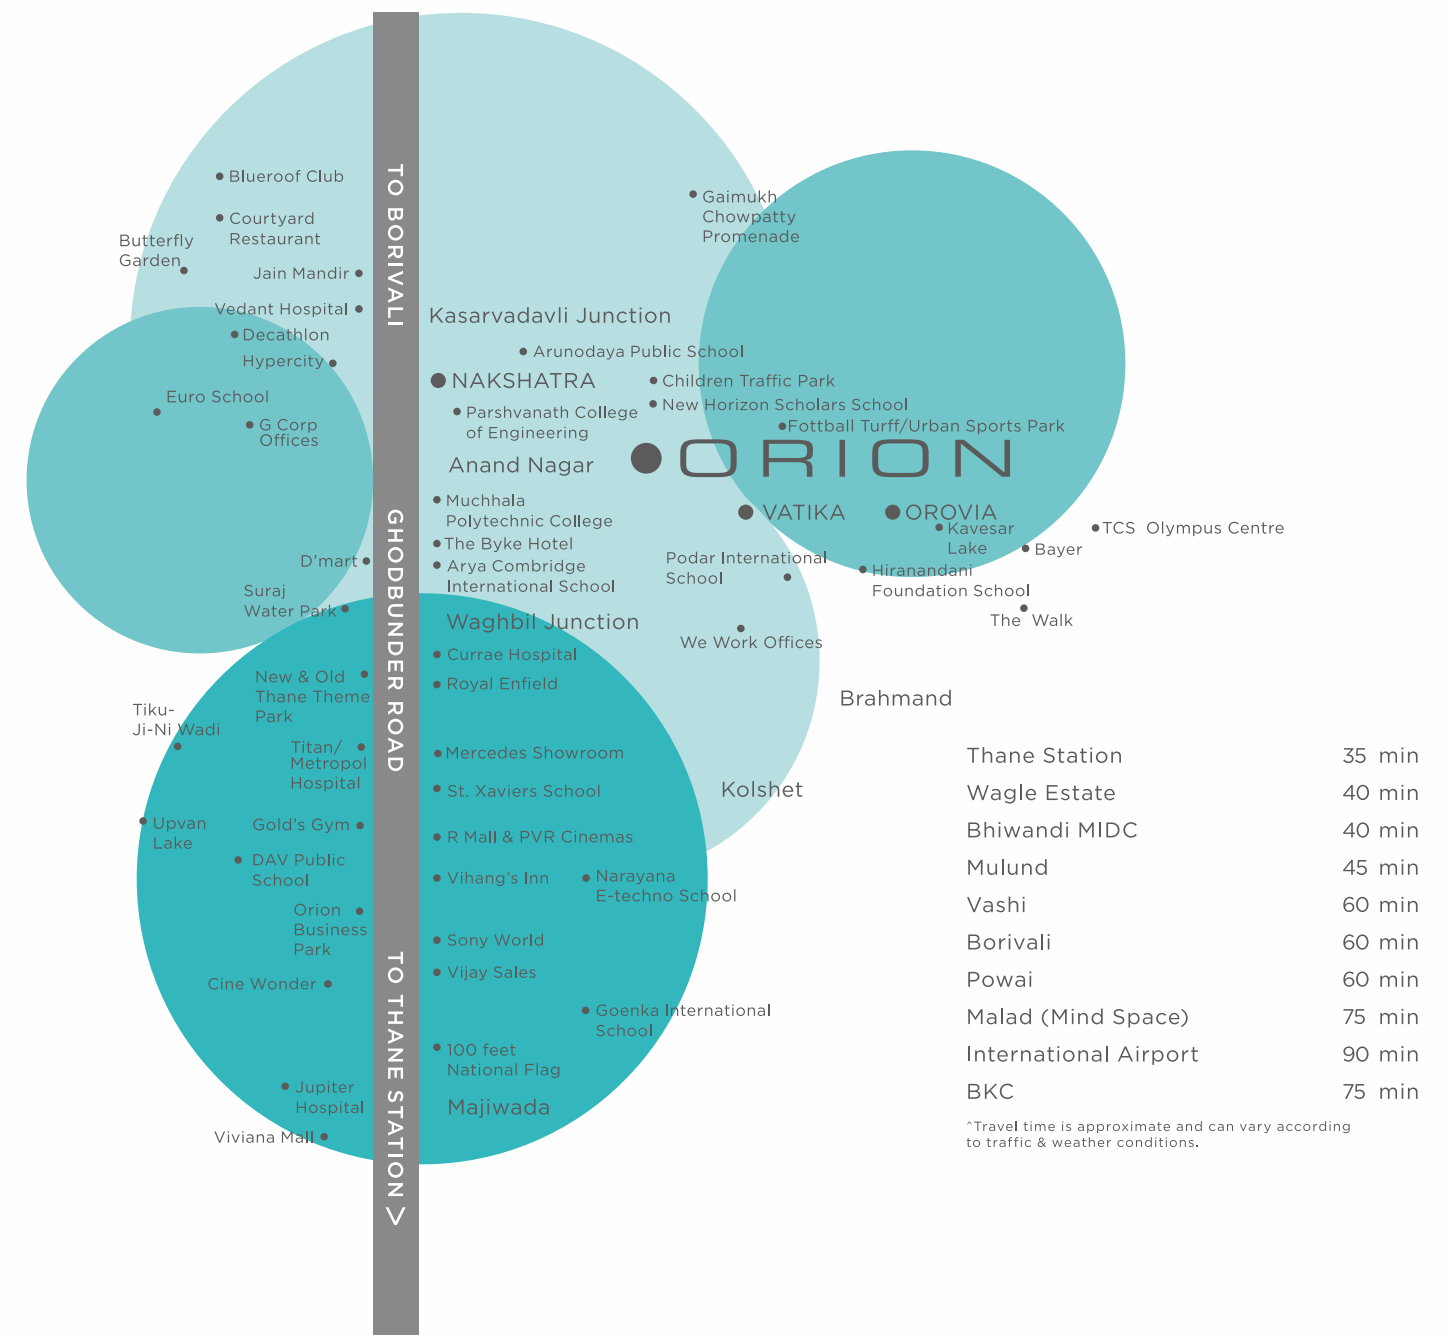 TO BORIVALI
GHODBUNDER ROAD
TO THANE STATION >
Blueroof Club
Courtyard
Restaurant
Butterfly
Garden
Jain Mandir
Vedant Hospital
Decathlon
Hypercity
Euro School
G Corp
Offices
D'mart
Suraj
Water Park
New & Old
Thane Theme
Park
Tiku-
Ji-Ni Wadi
Titan/
Metropol
Hospital
Upvan
Lake
Gold's Gym
DAV Public
School
Orion
Business
Park
Cine Wonder
Jupiter
Hospital
Viviana Mall
Gaimukh
Chowpatty
Promenade
Kasarvadavli Junction
Arunodaya Public School
NAKSHATRA
Children Traffic Park
New Horizon Scholars School
Parshvanath College
of Engineering
Fottball Turff/Urban Sports Park
ORION
Anand Nagar
Muchhala
Polytechnic College
VATIKA
OROVIA
Kavesar
Lake
TCS Olympus Centre
Bayer
The Byke Hotel
Arya Combridge
International School
Podar International
School
Hiranandani
Foundation School
The Walk
Waghbil Junction
We Work Offices
Currae Hospital
Royal Enfield
Brahmand
Mercedes Showroom
St. Xaviers School
Kolshet
R Mall & PVR Cinemas
Vihang's Inn
Narayana
E-techno School
Sony World
Vijay Sales
Goenka International
School
100 feet
National Flag
Majiwada
Thane Station 35 min
Wagle Estate 40 min
Bhiwandi MIDC 40 min
Mulund 45 min
Vashi 60 min
Borivali 60 min
Powai 60 min
Malad (Mind Space) 75 min
International Airport 90 min
BKC 75 min
^Travel time is approximate and can vary according
to traffic & weather conditions.